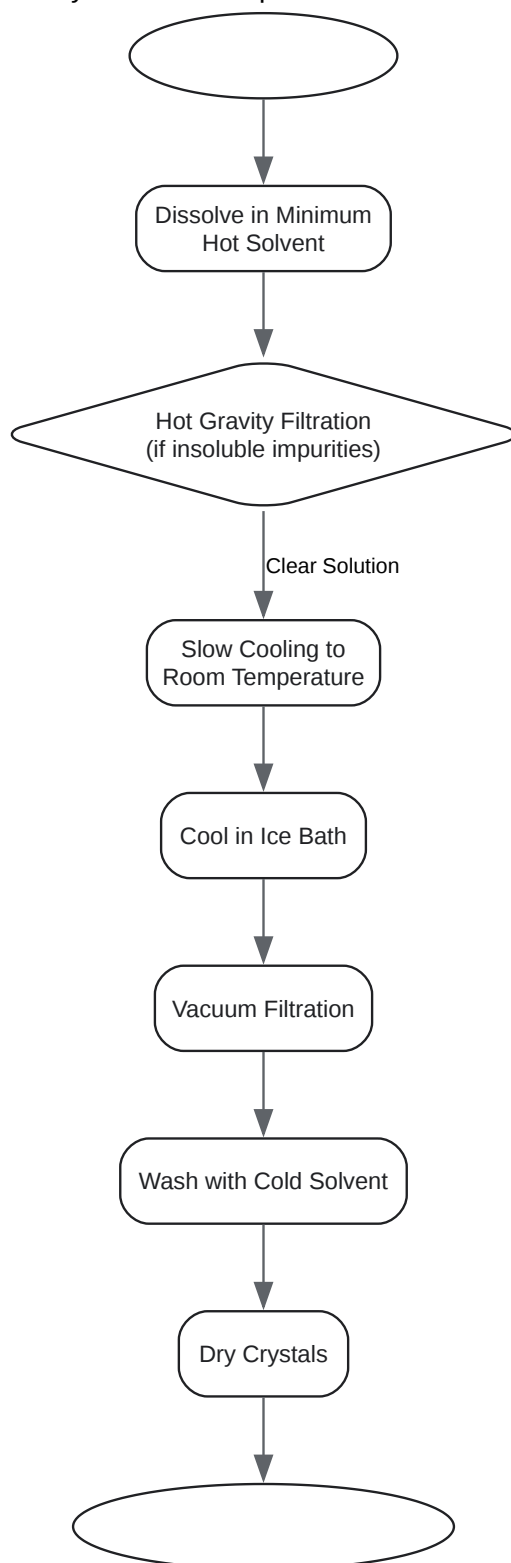 Dissolve in Minimum
Hot Solvent
Hot Gravity Filtration
(if insoluble impurities)
Clear Solution
Slow Cooling to
Room Temperature
Cool in Ice Bath
Vacuum Filtration
Wash with Cold Solvent
Dry Crystals